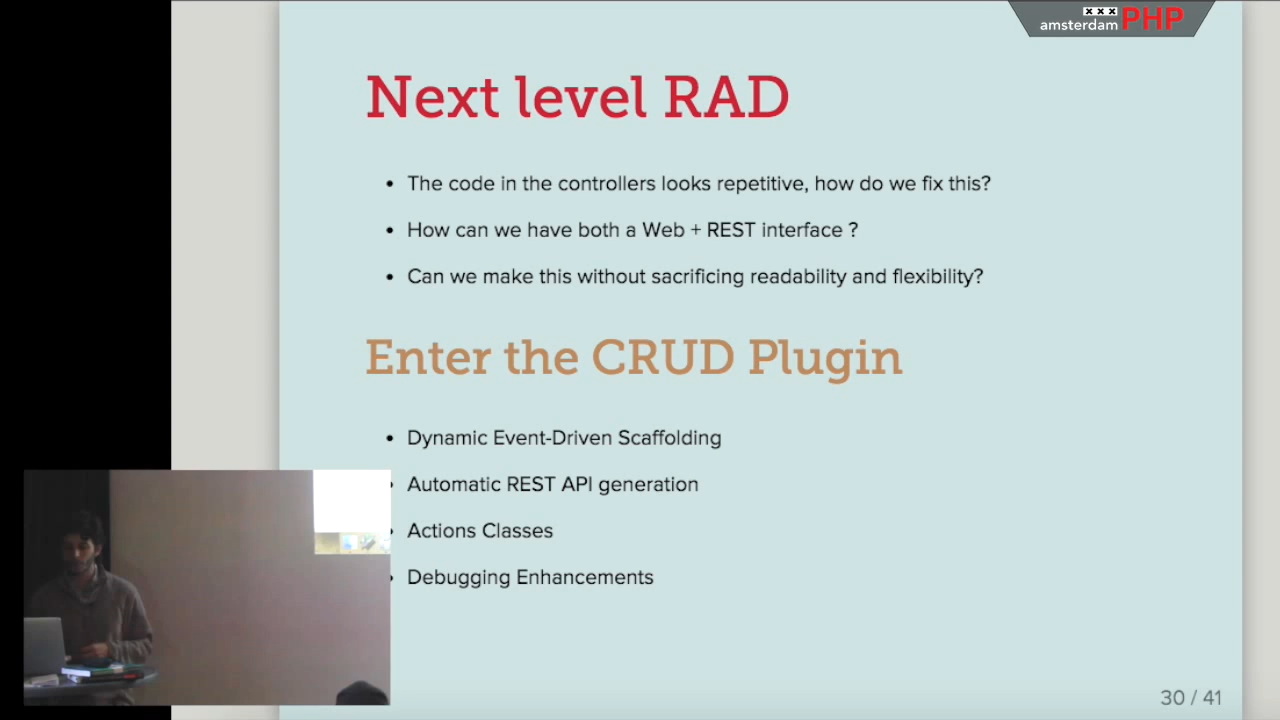 amsterdam PHP
Next level RAD
The code in the controllers looks repetitive, how do we fix this?
How can we have both a Web + REST interface ?
Can we make this without sacrificing readability and flexibility?
Enter the CRUD Plugin
Dynamic Event-Driven Scaffolding
Automatic REST API generation
Actions Classes
Debugging Enhancements
30 / 41